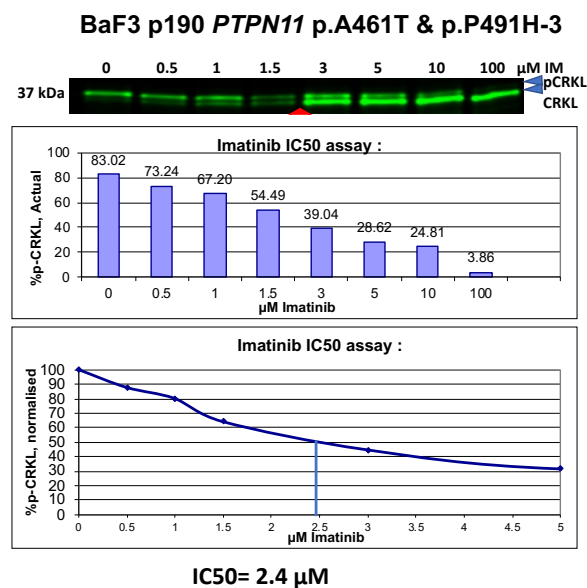 BaF3 p190 PTPN11 p.A461T & p.P491H-3
0 0.5 1 1.5 3 5 10 100 µM IM
37 kDa
pCRKL
CRKL
Imatinib IC50 assay :
%p-CRKL, Actual
100
80
60
40
20
0
83.02 73.24 67.20 54.49 39.04 28.62 24.81 3.86
0 0.5 1 1.5 3 5 10 100
µM Imatinib
Imatinib IC50 assay :
%p-CRKL, normalised
100
90
80
70
60
50
40
30
20
10
0
0 0.5 1 1.5 2 2.5 3 3.5 4 4.5 5
µM Imatinib
IC50= 2.4 µM